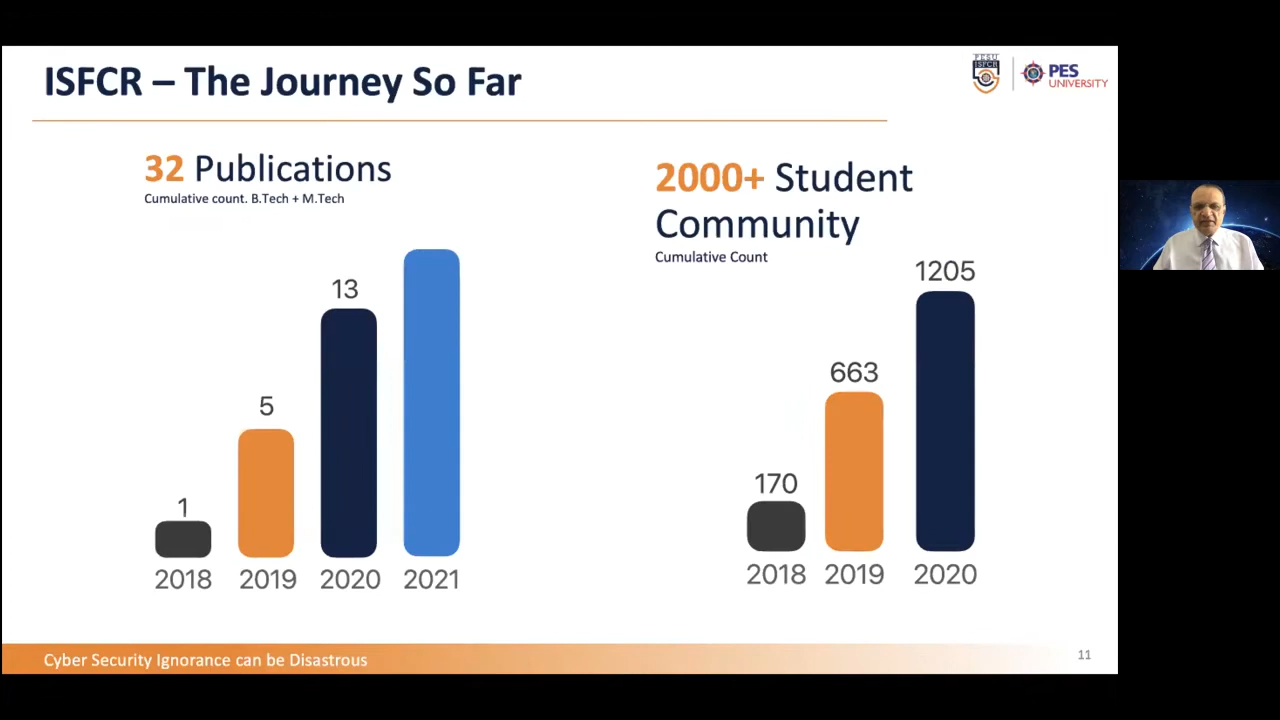 ISFCR – The Journey So Far
PESU
ISFCR
PES
UNIVERSITY
32 Publications
Cumulative count. B.Tech + M.Tech
1
5
13
2018
2019
2020
2021
2000+ Student
Community
Cumulative Count
170
663
1205
2018
2019
2020
Cyber Security Ignorance can be Disastrous
11